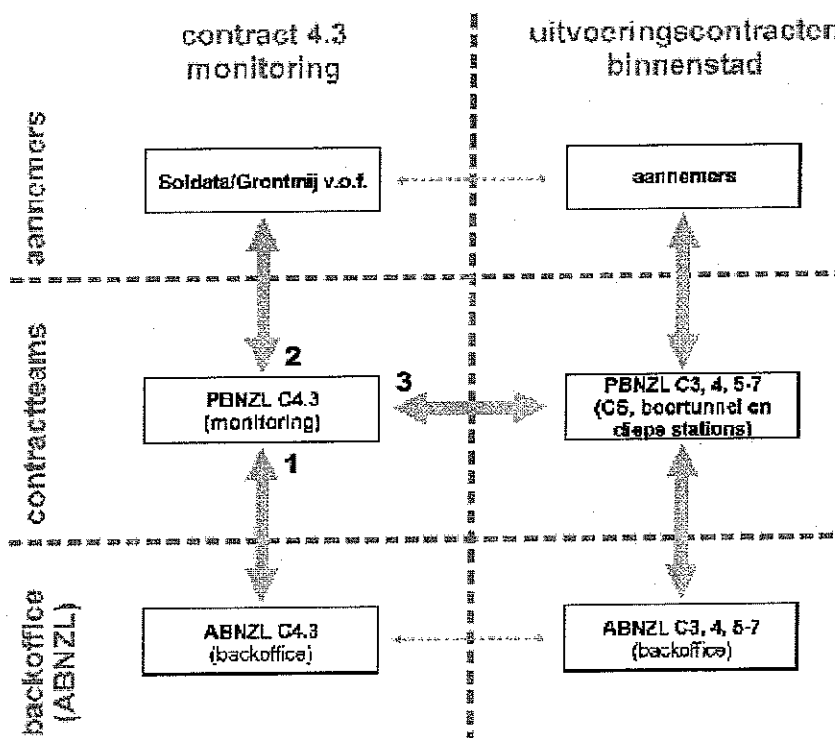 contract 4.3
monitoring
uitvoeringscontracten
binnenstad
aannemers
Soldata/Grontmij v.o.f.
aannemers
contractteams
2
PBNZL C4.3
(monitoring)
3
PBNZL C3, 4, 5-7
(CS, boortunnel en
diepe stations)
1
backoffice
(ABNZL)
ABNZL C4.3
(backoffice)
ABNZL C3, 4, 5-7
(backoffice)